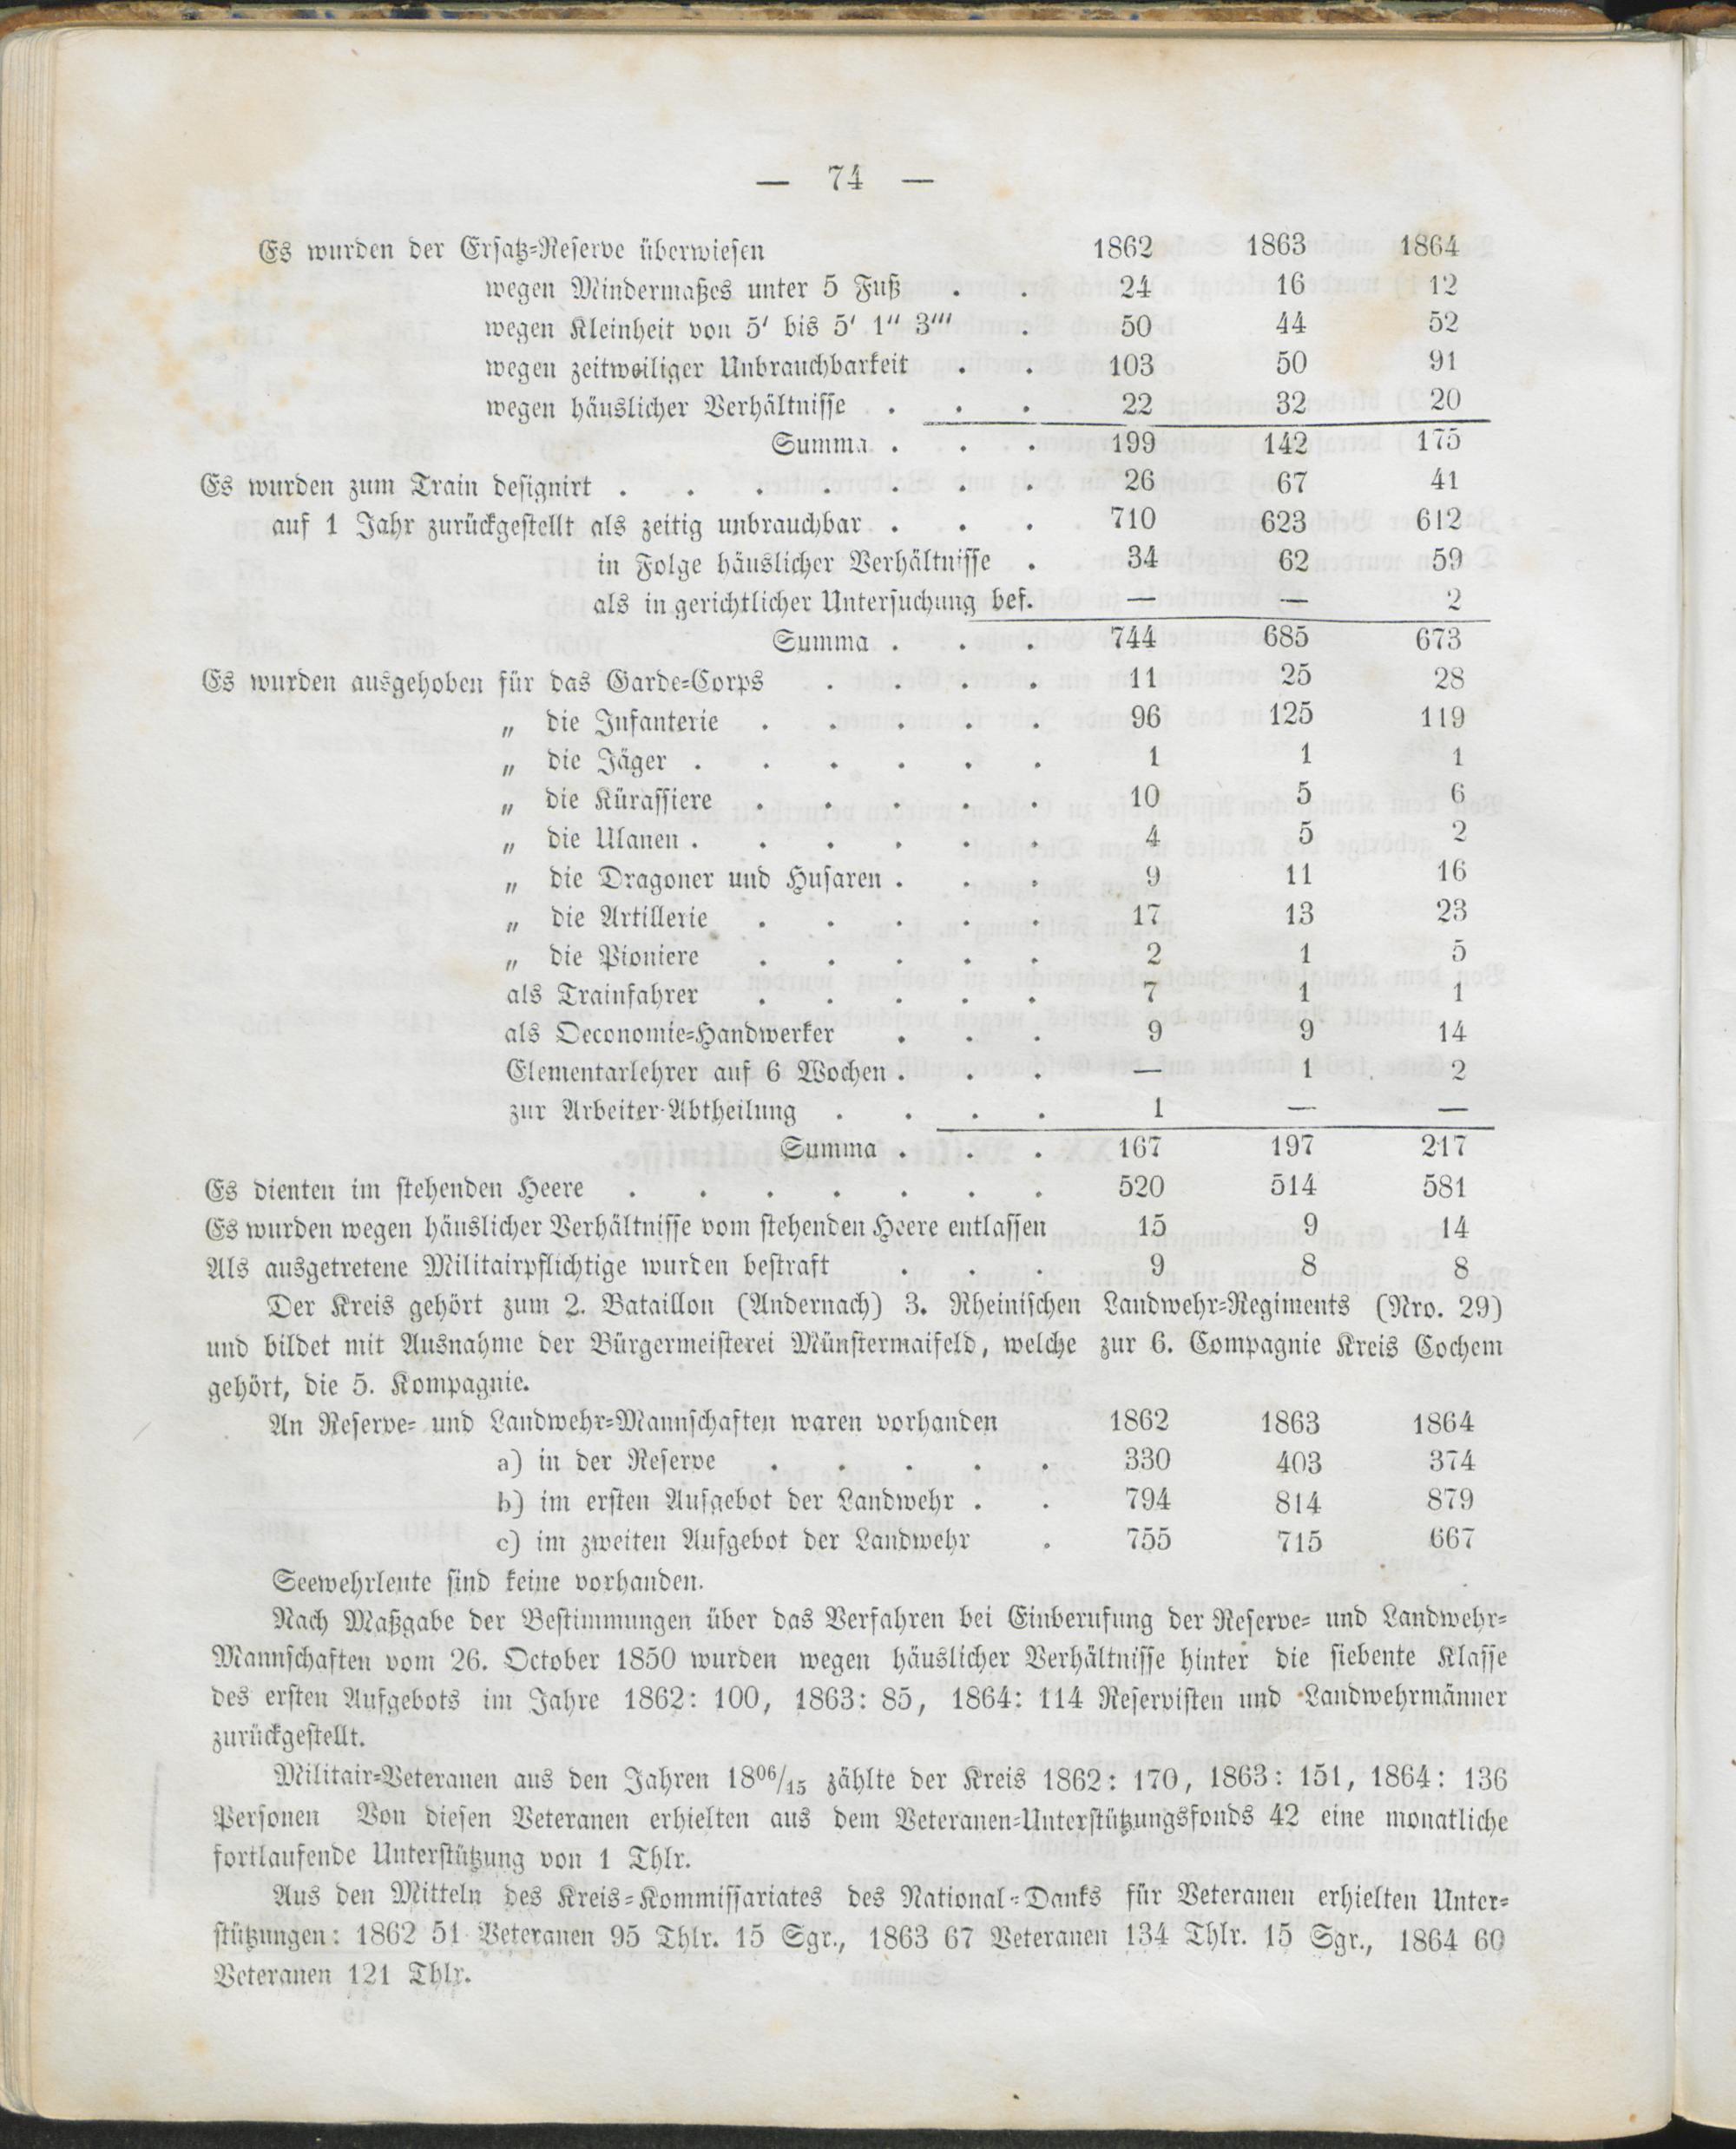 — 74 —
Es wurden der Ersatz-Reserve überwiesen 1862 1863 1864
wegen Mindermaßes unter 5 Fuß . . 24 16 12
wegen Kleinheit von 5' bis 5' 1" 3"' . 50 44 52
wegen zeitweiliger Unbrauchbarkeit . . 103 50 91
wegen häuslicher Verhältnisse . . . 22 32 20
Summa . . . 199 142 175
Es wurden zum Train designirt . . . . . . . 26 67 41
auf 1 Jahr zurückgestellt als zeitig unbrauchbar . . . 710 623 612
in Folge häuslicher Verhältnisse . 34 62 59
als in gerichtlicher Untersuchung bef. — — 2
Summa . . . 744 685 673
Es wurden ausgehoben für das Garde-Corps . . . . 11 25 28
„ die Infanterie . . . . . 96 125 119
„ die Jäger . . . . . . 1 1 1
„ die Kürassiere . . . . . 10 5 6
„ die Ulanen . . . . . . 4 5 2
„ die Dragoner und Husaren . . . 9 11 16
„ die Artillerie . . . . . 17 13 23
„ die Pioniere . . . . . 2 1 5
als Trainfahrer . . . . . 7 1 1
als Oeconomie-Handwerker . . . 9 9 14
Elementarlehrer auf 6 Wochen . . . — 1 2
zur Arbeiter-Abtheilung . . . . 1 — —
Summa . . . 167 197 217
Es dienten im stehenden Heere . . . . . . . 520 514 581
Es wurden wegen häuslicher Verhältnisse vom stehenden Heere entlassen 15 9 14
Als ausgetretene Militairpflichtige wurden bestraft . . . 9 8 8
Der Kreis gehört zum 2. Bataillon (Andernach) 3. Rheinischen Landwehr-Regiments (Nro. 29)
und bildet mit Ausnahme der Bürgermeisterei Münstermaifeld, welche zur 6. Compagnie Kreis Cochem
gehört, die 5. Kompagnie.
An Reserve- und Landwehr-Mannschaften waren vorhanden 1862 1863 1864
a) in der Reserve . . . . . 330 403 374
b) im ersten Aufgebot der Landwehr . . 794 814 879
c) im zweiten Aufgebot der Landwehr . 755 715 667
Seewehrleute sind keine vorhanden.
Nach Maßgabe der Bestimmungen über das Verfahren bei Einberufung der Reserve- und Landwehr-
Mannschaften vom 26. October 1850 wurden wegen häuslicher Verhältnisse hinter die siebente Klasse
des ersten Aufgebots im Jahre 1862: 100, 1863: 85, 1864: 114 Reservisten und Landwehrmänner
zurückgestellt.
Militair-Veteranen aus den Jahren 18⁰⁶/₁₅ zählte der Kreis 1862: 170, 1863: 151, 1864: 136
Personen Von diesen Veteranen erhielten aus dem Veteranen-Unterstützungsfonds 42 eine monatliche
fortlaufende Unterstützung von 1 Thlr.
Aus den Mitteln des Kreis-Kommissariates des National-Danks für Veteranen erhielten Unter-
stützungen: 1862 51 Veteranen 95 Thlr. 15 Sgr., 1863 67 Veteranen 134 Thlr. 15 Sgr., 1864 60
Veteranen 121 Thlr.